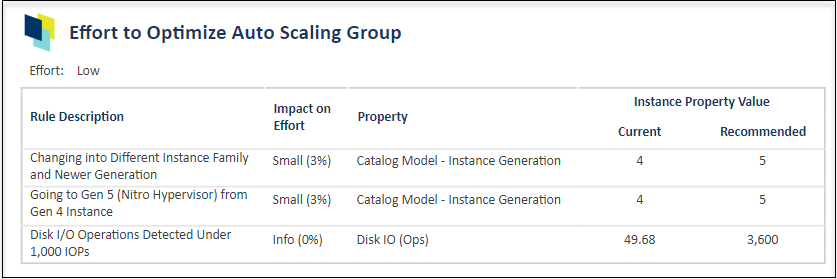 Effort to Optimize Auto Scaling Group
Effort: Low
Rule Description
Impact on
Effort
Property
Instance Property Value
Current
Recommended
Changing into Different Instance Family
and Newer Generation
Small (3%)
Catalog Model - Instance Generation
4
5
Going to Gen 5 (Nitro Hypervisor) from
Gen 4 Instance
Small (3%)
Catalog Model - Instance Generation
4
5
Disk I/O Operations Detected Under
1,000 IOPs
Info (0%)
Disk IO (Ops)
49.68
3,600